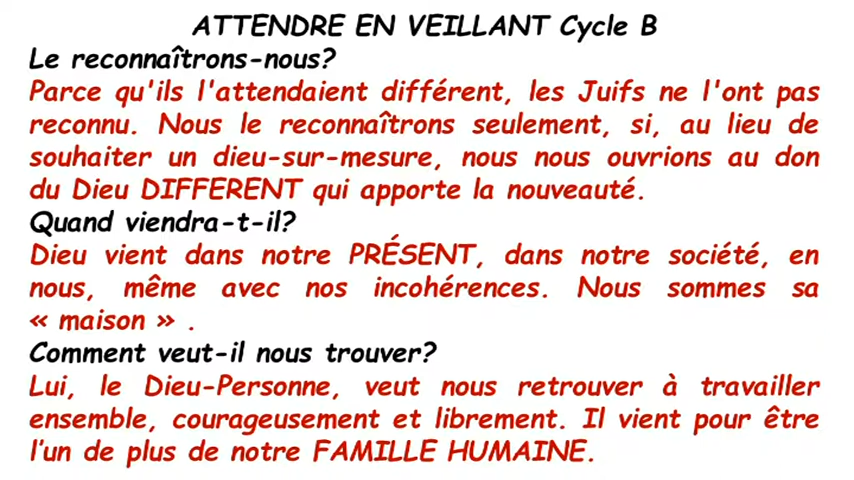 ATTENDRE EN VEILLANT Cycle B
Le reconnaîtrons-nous?
Parce qu'ils l'attendaient différent, les Juifs ne l'ont pas
reconnu. Nous le reconnaîtrons seulement, si, au lieu de
souhaiter un dieu-sur-mesure, nous nous ouvrions au don
du Dieu DIFFERENT qui apporte la nouveauté.
Quand viendra-t-il?
Dieu vient dans notre PRÉSENT, dans notre société, en
nous, même avec nos incohérences. Nous sommes sa
« maison » .
Comment veut-il nous trouver?
Lui, le Dieu-Personne, veut nous retrouver à travailler
ensemble, courageusement et librement. Il vient pour être
l’un de plus de notre FAMILLE HUMAINE.